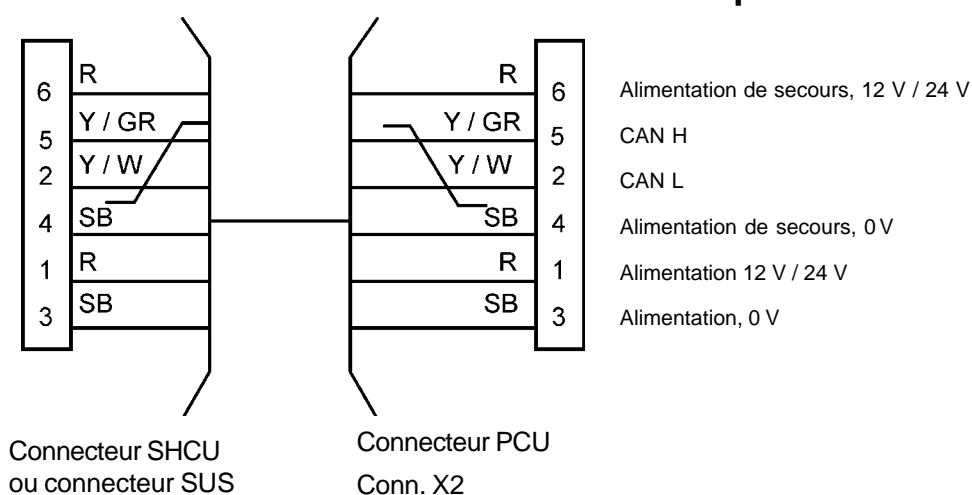 6 R R 6 Alimentation de secours, 12 V / 24 V
5 Y / GR Y / GR 5 CAN H
2 Y / W Y / W 2 CAN L
4 SB SB 4 Alimentation de secours, 0 V
1 R R 1 Alimentation 12 V / 24 V
3 SB SB 3 Alimentation, 0 V
Connecteur SHCU
ou connecteur SUS
Connecteur PCU
Conn. X2